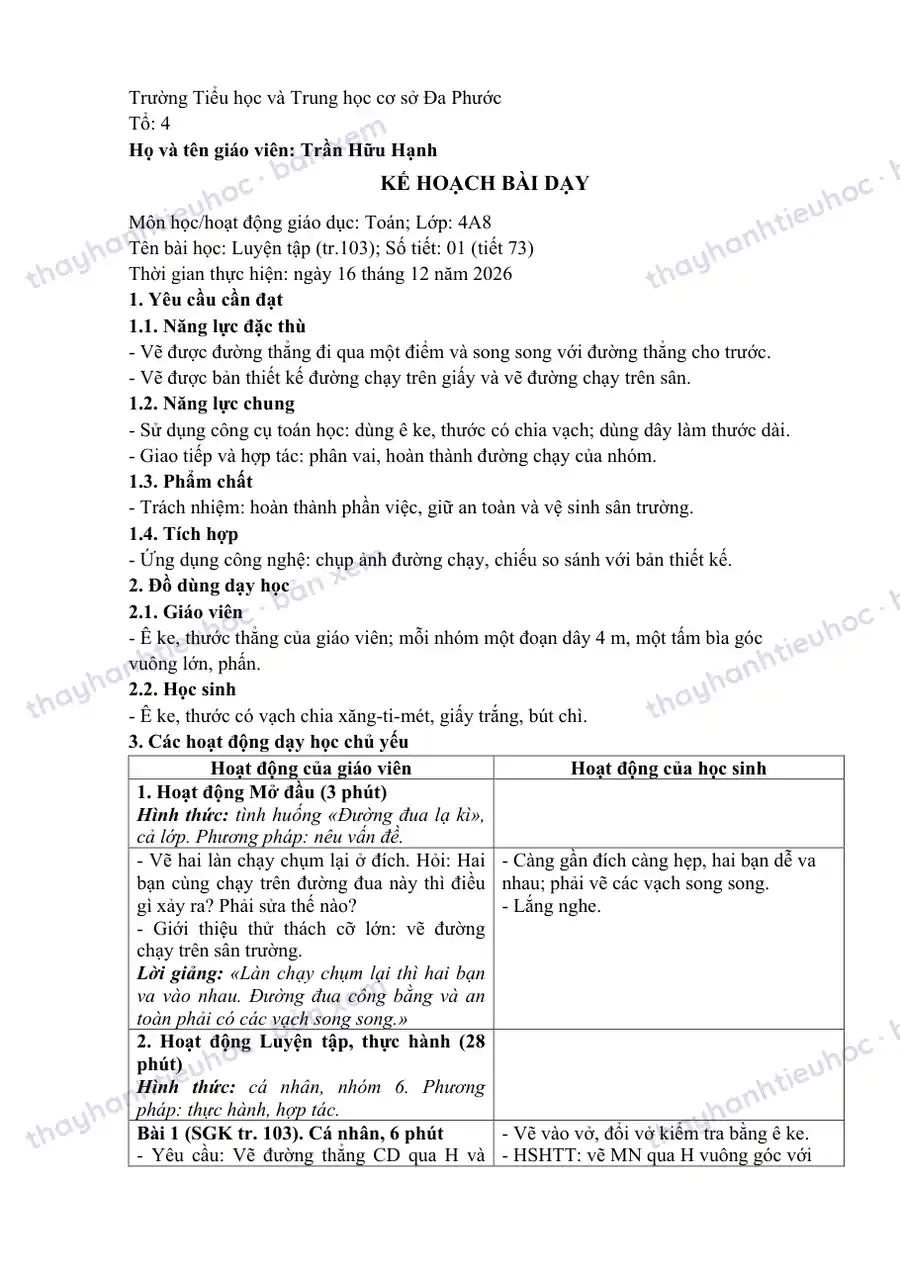 Trường Tiểu học và Trung học cơ sở Đa Phước
Tổ: 4
Họ và tên giáo viên: Trần Hữu Hạnh
KẾ HOẠCH BÀI DẠY
Môn học/hoạt động giáo dục: Toán; Lớp: 4A8
Tên bài học: Luyện tập (tr.103); Số tiết: 01 (tiết 73)
Thời gian thực hiện: ngày 16 tháng 12 năm 2026
1. Yêu cầu cần đạt
1.1. Năng lực đặc thù
- Vẽ được đường thẳng đi qua một điểm và song song với đường thẳng cho trước.
- Vẽ được bản thiết kế đường chạy trên giấy và vẽ đường chạy trên sân.
1.2. Năng lực chung
- Sử dụng công cụ toán học: dùng ê ke, thước có chia vạch; dùng dây làm thước dài.
- Giao tiếp và hợp tác: phân vai, hoàn thành đường chạy của nhóm.
1.3. Phẩm chất
- Trách nhiệm: hoàn thành phần việc, giữ an toàn và vệ sinh sân trường.
1.4. Tích hợp
- Ứng dụng công nghệ: chụp ảnh đường chạy, chiếu so sánh với bản thiết kế.
2. Đồ dùng dạy học
2.1. Giáo viên
- Ê ke, thước thẳng của giáo viên; mỗi nhóm một đoạn dây 4 m, một tấm bìa góc
vuông lớn, phấn.
2.2. Học sinh
- Ê ke, thước có vạch chia xăng-ti-mét, giấy trắng, bút chì.
3. Các hoạt động dạy học chủ yếu
Hoạt động của giáo viên
Hoạt động của học sinh
1. Hoạt động Mở đầu (3 phút)
Hình thức: tình huống «Đường đua lạ kì»,
cả lớp. Phương pháp: nêu vấn đề.
- Vẽ hai làn chạy chụm lại ở đích. Hỏi: Hai
bạn cùng chạy trên đường đua này thì điều
gì xảy ra? Phải sửa thế nào?
- Giới thiệu thử thách cỡ lớn: vẽ đường
chạy trên sân trường.
Lời giảng: «Làn chạy chụm lại thì hai bạn
va vào nhau. Đường đua công bằng và an
toàn phải có các vạch song song.»
- Càng gần đích càng hẹp, hai bạn dễ va
nhau; phải vẽ các vạch song song.
- Lắng nghe.
2. Hoạt động Luyện tập, thực hành (28
phút)
Hình thức: cá nhân, nhóm 6. Phương
pháp: thực hành, hợp tác.
Bài 1 (SGK tr. 103). Cá nhân, 6 phút
- Yêu cầu: Vẽ đường thẳng CD qua H và
- Vẽ vào vở, đổi vở kiểm tra bằng ê ke.
- HSHTT: vẽ MN qua H vuông góc với
thayhanhtieuhoc · bản xem
thayhanhtieuhoc · b
thayhanhtieuhoc · bản xem
thayhanhtieuhoc · b
thayhanhtieuhoc · bản xem
thayhanhtieuhoc · b